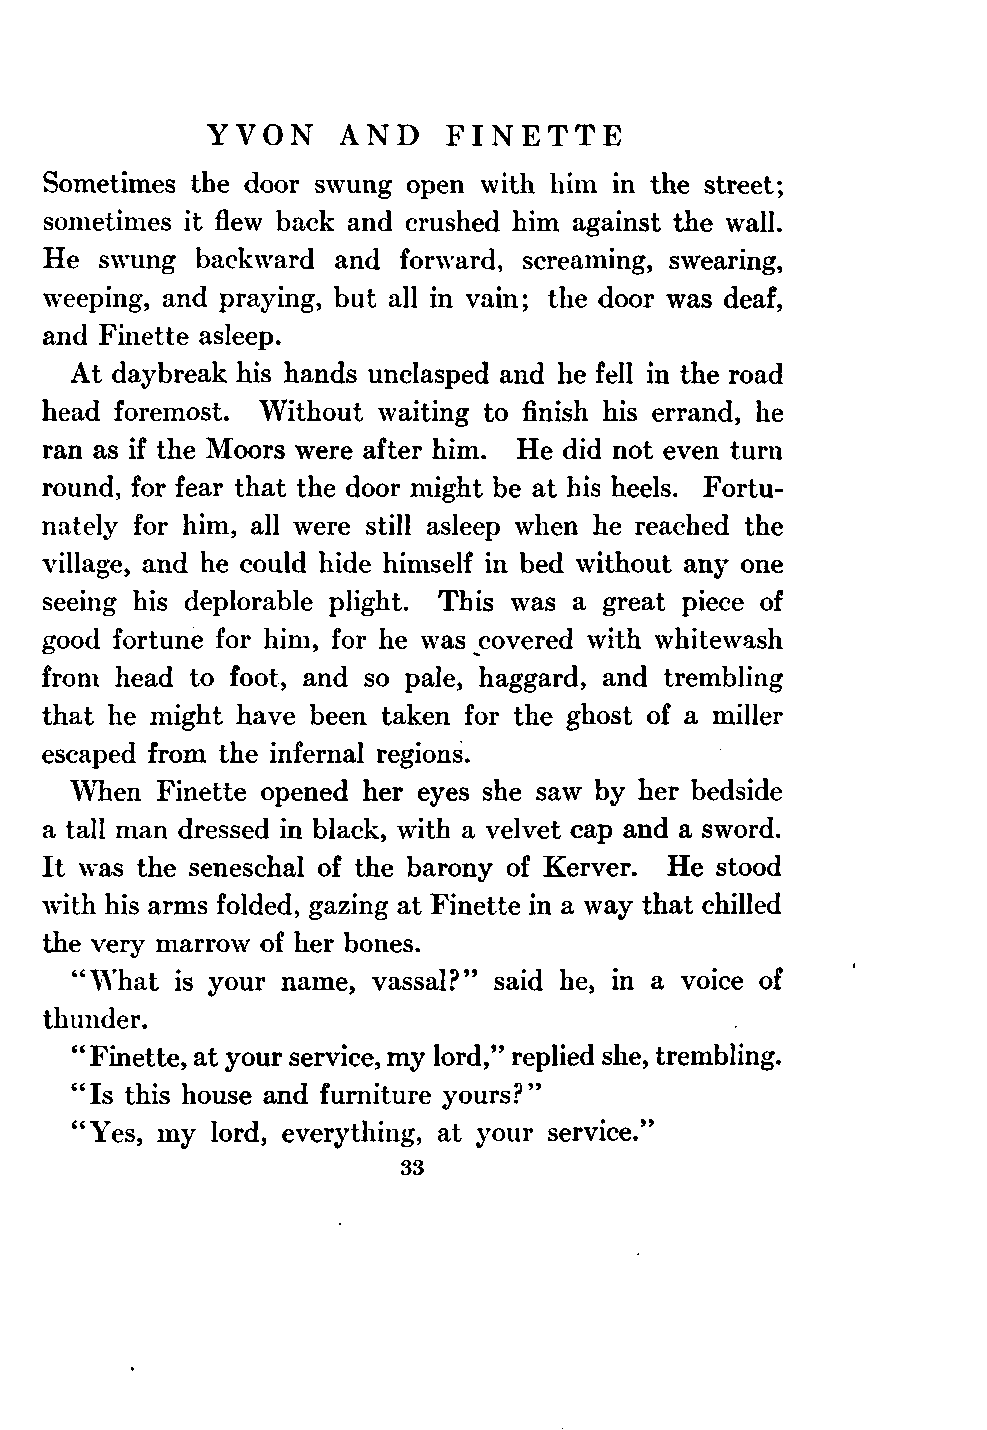 YVON AND FINETTE
Sometimes the door swung open with him in the street;
sometimes it flew back and crushed him against the wall.
He swung backward and forward, screaming, swearing,
weeping, and praying, but all in vain; the door was deaf,
and Finette asleep.
At daybreak his hands unclasped and he fell in the road
head foremost. Without waiting to finish his errand, he
ran as if the Moors were after him. He did not even turn
round, for fear that the door might be at his heels. Fortu-
nately for him, all were still asleep when he reached the
village, and he could hide himself in bed without any one
seeing his deplorable plight. This was a great piece of
good fortune for him, for he was covered with whitewash
from head to foot, and so pale, haggard, and trembling
that he might have been taken for the ghost of a miller
escaped from the infernal regions.
When Finette opened her eyes she saw by her bedside
a tall man dressed in black, with a velvet cap and a sword.
It was the seneschal of the barony of Kerver. He stood
with his arms folded, gazing at Finette in a way that chilled
the very marrow of her bones.
“What is your name, vassal?” said he, in a voice of
thunder.
“Finette, at your service, my lord,” replied she, trembling.
“Is this house and furniture yours?”
“Yes, my lord, everything, at your service.”
33